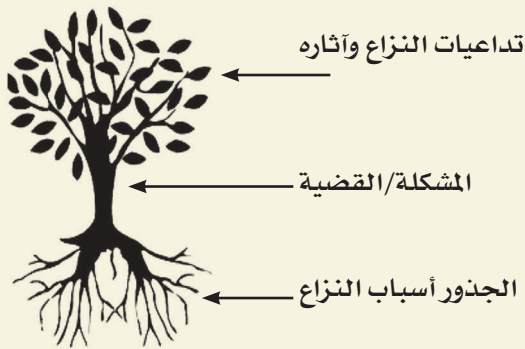 تداعيات النزاع وآثاره
المشكلة/القضية
الجذور أسباب النزاع